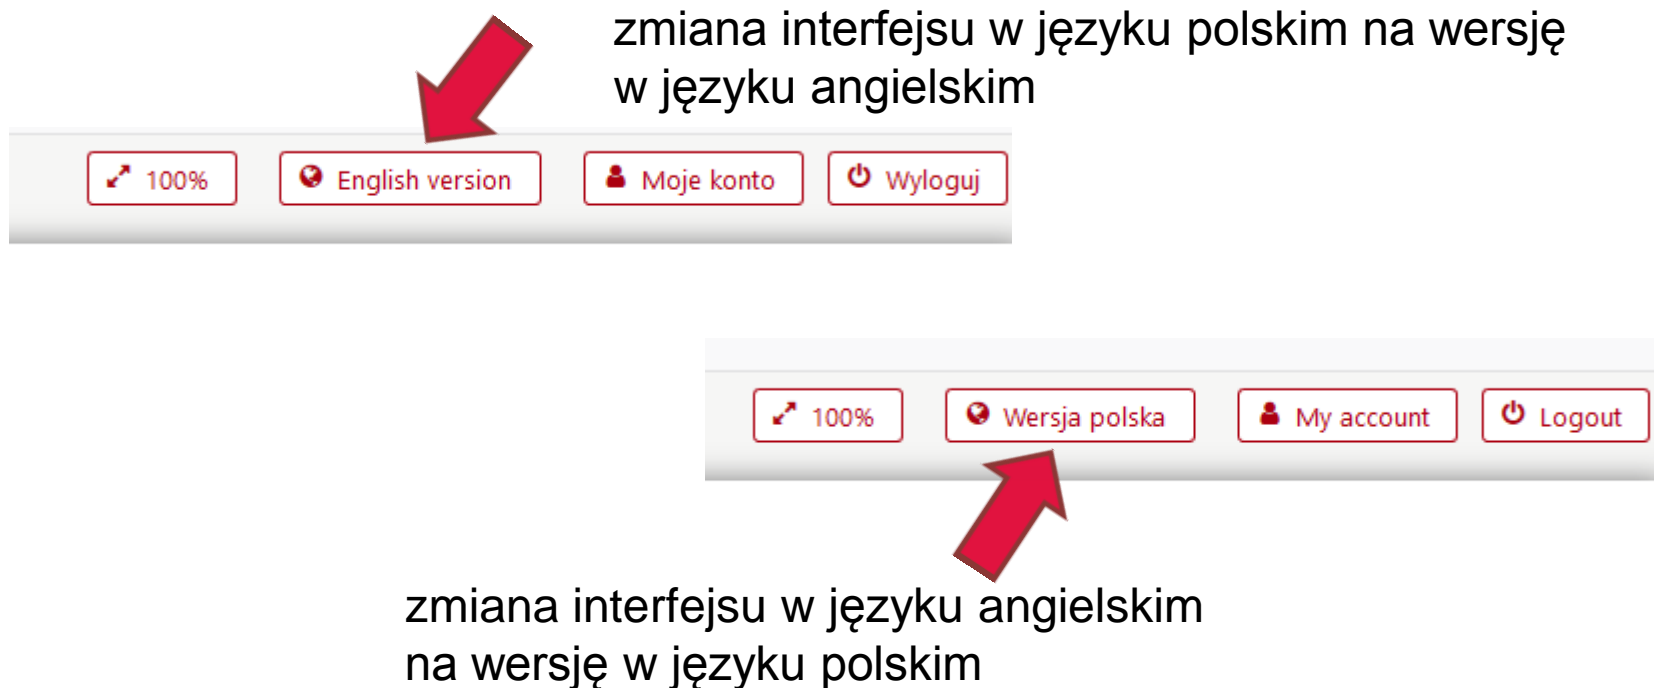 zmiana interfejsu w języku polskim na wersję
w języku angielskim
100% English version Moje konto Wyloguj
100% Wersja polska My account Logout
zmiana interfejsu w języku angielskim
na wersję w języku polskim